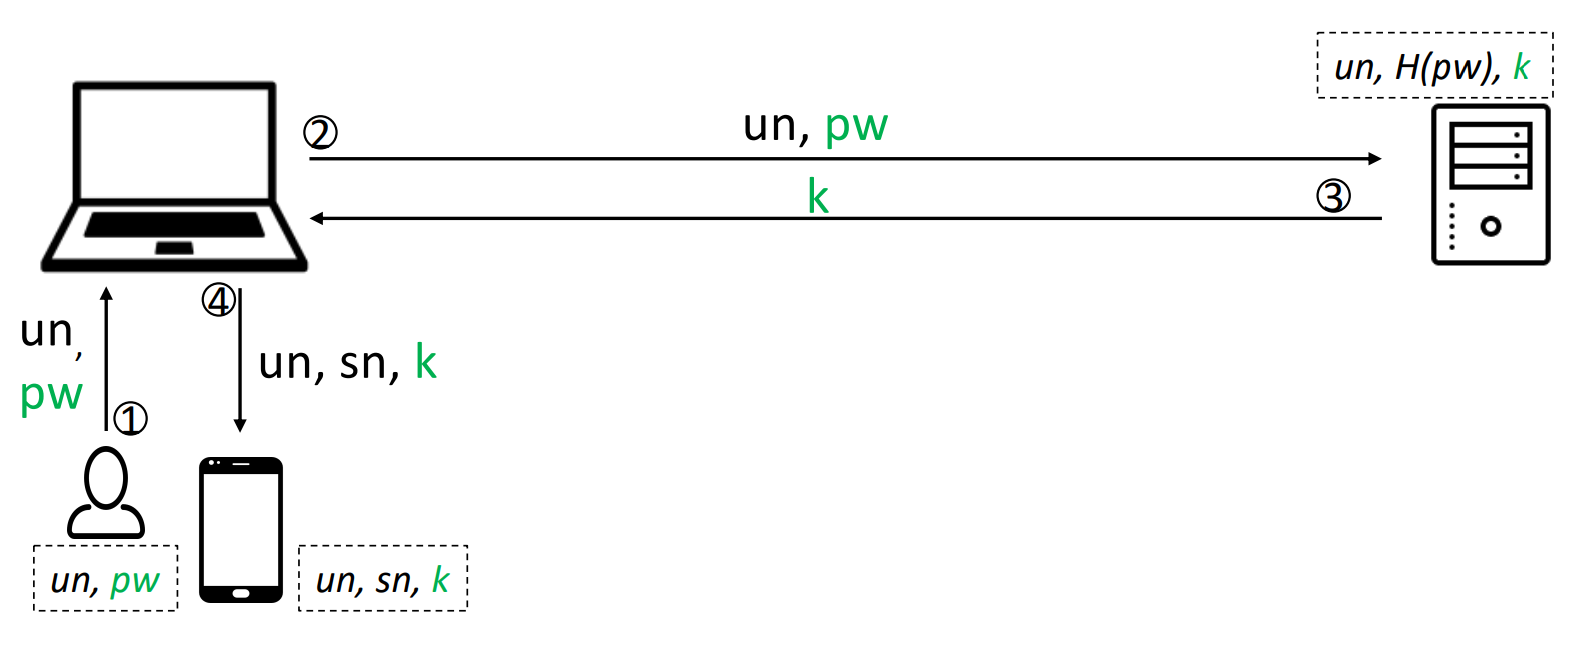 un, H(pw), k
②
un, pw
k
③
④
un,
pw
un, sn, k
①
un, pw
un, sn, k